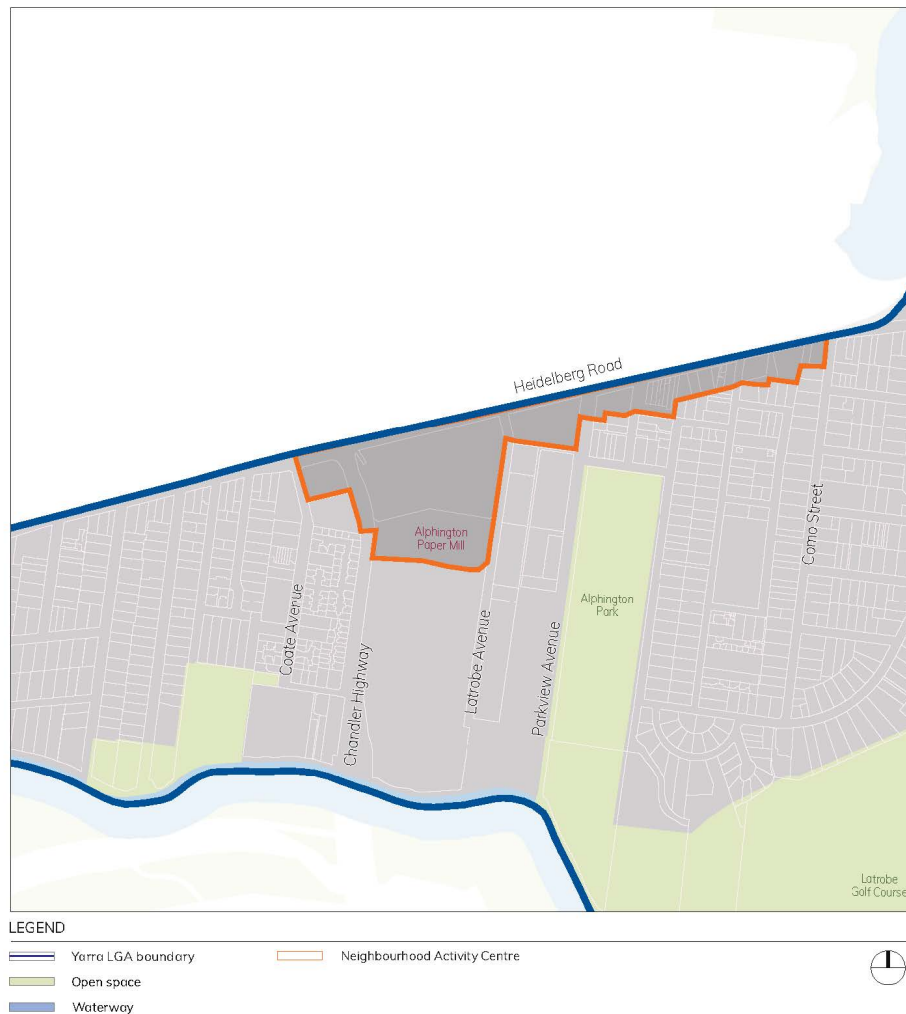 Heidelberg Road
Alphington
Paper Mill
Como Street
Coate Avenue
Alphington
Park
Latrobe Avenue
Parkview Avenue
Chandler Highway
Latrobe
Golf Course
LEGEND
Yarra LGA boundary
Neighbourhood Activity Centre
Open space
Waterway